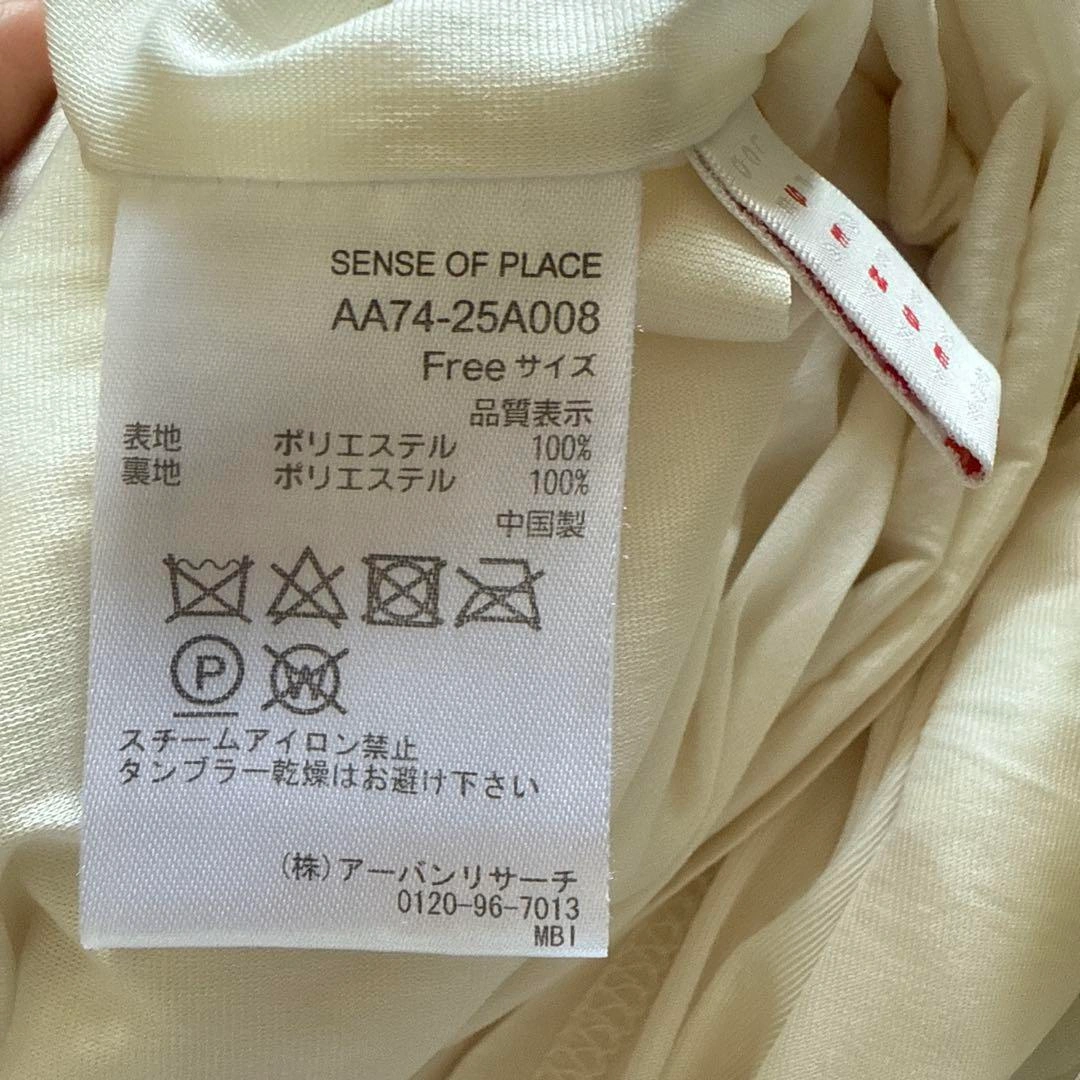 SENSE OF PLACE
AA74-25A008
Free サイズ
品質表示
表地 ポリエステル 100%
裏地 ポリエステル 100%
中国製
P W
スチームアイロン禁止
タンブラー乾燥はお避け下さい
(株)アーバンリサーチ
0120-96-7013
MBI